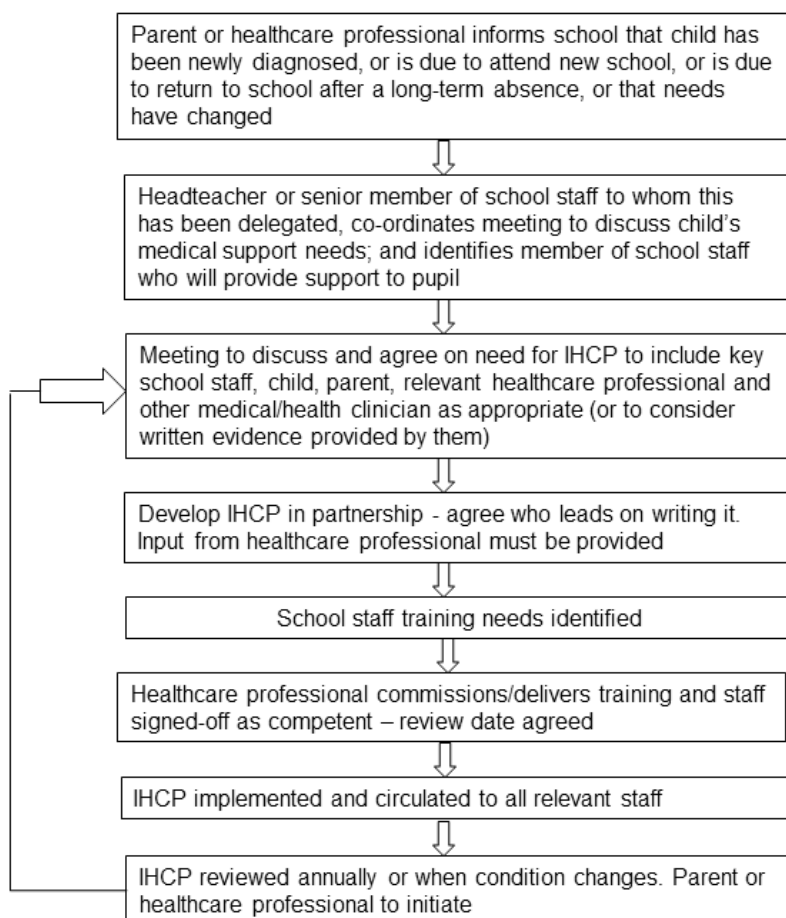 Parent or healthcare professional informs school that child has
been newly diagnosed, or is due to attend new school, or is due
to return to school after a long-term absence, or that needs
have changed
Headteacher or senior member of school staff to whom this
has been delegated, co-ordinates meeting to discuss child's
medical support needs; and identifies member of school staff
who will provide support to pupil
Meeting to discuss and agree on need for IHCP to include key
school staff, child, parent, relevant healthcare professional and
other medical/health clinician as appropriate (or to consider
written evidence provided by them)
Develop IHCP in partnership - agree who leads on writing it.
Input from healthcare professional must be provided
School staff training needs identified
Healthcare professional commissions/delivers training and staff
signed-off as competent – review date agreed
IHCP implemented and circulated to all relevant staff
IHCP reviewed annually or when condition changes. Parent or
healthcare professional to initiate